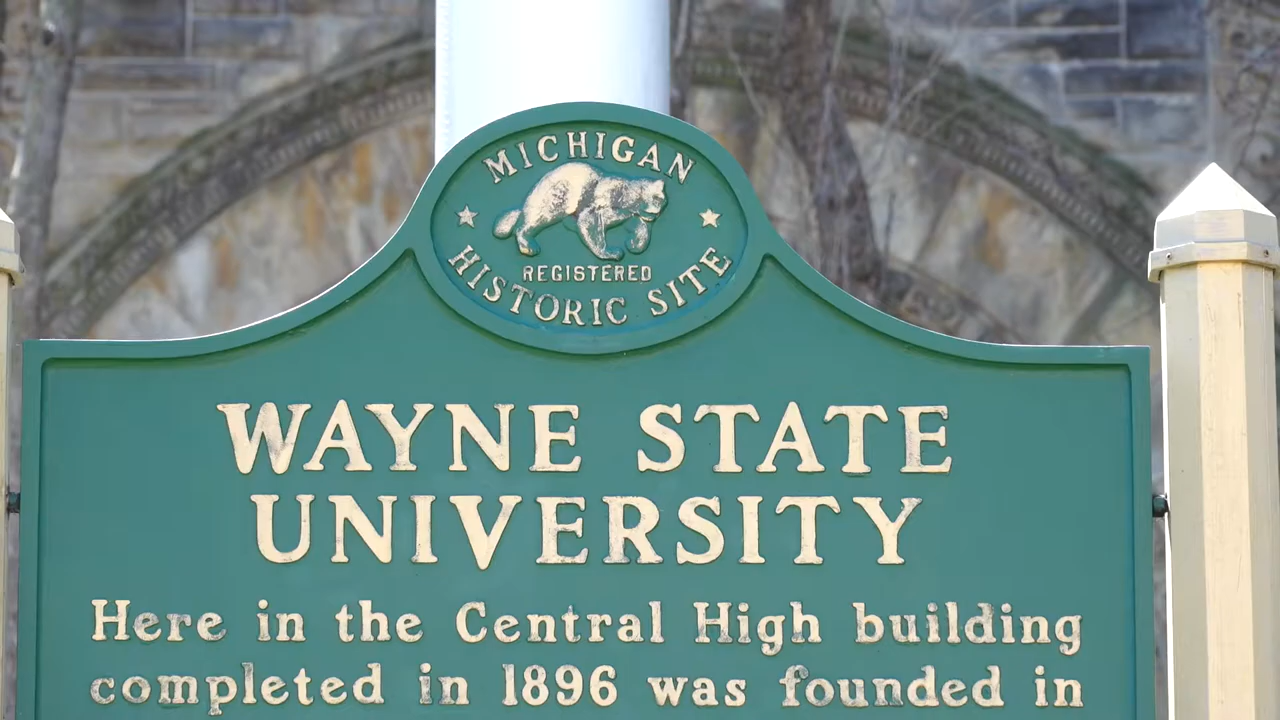 MICHIGAN
REGISTERED
HISTORIC SITE
WAYNE STATE
UNIVERSITY
Here in the Central High building
completed in 1896 was founded in